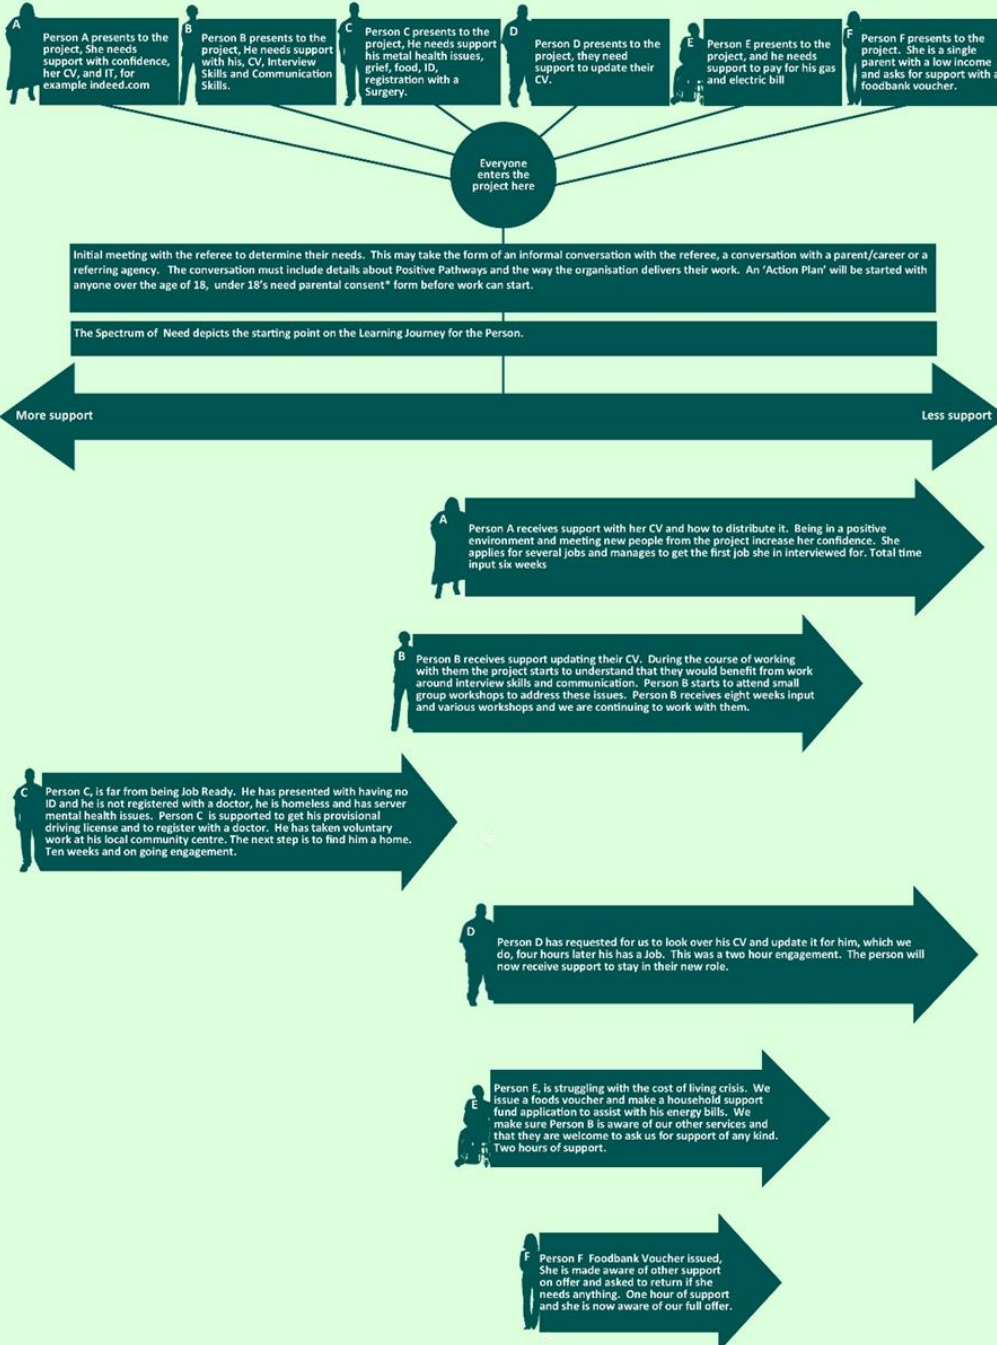 A
Person A presents to the
project, She needs
support with confidence,
her CV, and IT, for
example indeed.com
B
Person B presents to the
project, He needs support
with his, CV, Interview
Skills and Communication
Skills.
C
Person C presents to the
project, He needs support
his metal health issues,
grief, food, ID,
registration with a
Surgery.
D
Person D presents to the
project, they need
support to update their
CV.
E
Person E presents to the
project, and he needs
support to pay for his gas
and electric bill
F
Person F presents to the
project. She is a single
parent with a low income
and asks for support with a
foodbank voucher.
Everyone
enters the
project here
Initial meeting with the referee to determine their needs. This may take the form of an informal conversation with the referee, a conversation with a parent/career or a
referring agency. The conversation must include details about Positive Pathways and the way the organisation delivers their work. An 'Action Plan' will be started with
anyone over the age of 18, under 18's need parental consent* form before work can start.
The Spectrum of Need depicts the starting point on the Learning Journey for the Person.
More support
Less support
A
Person A receives support with her CV and how to distribute it. Being in a positive
environment and meeting new people from the project increase her confidence. She
applies for several jobs and manages to get the first job she in interviewed for. Total time
input six weeks
B
Person B receives support updating their CV. During the course of working
with them the project starts to understand that they would benefit from work
around interview skills and communication. Person B starts to attend small
group workshops to address these issues. Person B receives eight weeks input
and various workshops and we are continuing to work with them.
C
Person C, is far from being Job Ready. He has presented with having no
ID and he is not registered with a doctor, he is homeless and has server
mental health issues. Person C is supported to get his provisional
driving license and to register with a doctor. He has taken voluntary
work at his local community centre. The next step is to find him a home.
Ten weeks and on going engagement.
D
Person D has requested for us to look over his CV and update it for him, which we
do, four hours later his has a Job. This was a two hour engagement. The person will
now receive support to stay in their new role.
E
Person E, is struggling with the cost of living crisis. We
issue a foods voucher and make a household support
fund application to assist with his energy bills. We
make sure Person B is aware of our other services and
that they are welcome to ask us for support of any kind.
Two hours of support.
F
Person F Foodbank Voucher issued,
She is made aware of other support
on offer and asked to return if she
needs anything. One hour of support
and she is now aware of our full offer.